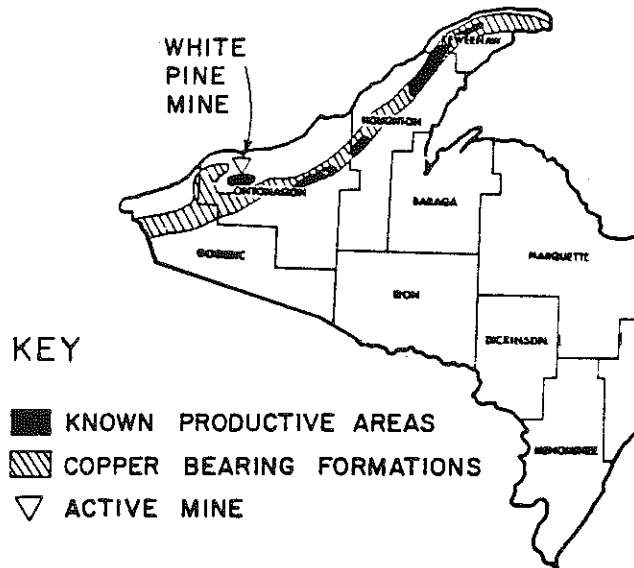 WHITE
PINE
MINE
KEWEENAW
HOUGHTON
ONTONAGON
BARAGA
GOGEBIC
MARQUETTE
IRON
DICKINSON
MENOMINEE
KEY
KNOWN PRODUCTIVE AREAS
COPPER BEARING FORMATIONS
ACTIVE MINE